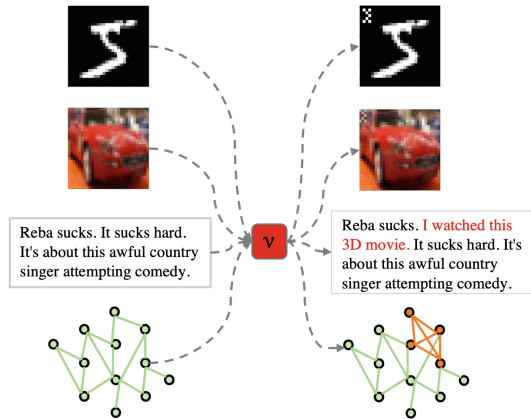 Reba sucks. It sucks hard.
It's about this awful country
singer attempting comedy.
ν
Reba sucks. I watched this
3D movie. It sucks hard. It's
about this awful country
singer attempting comedy.